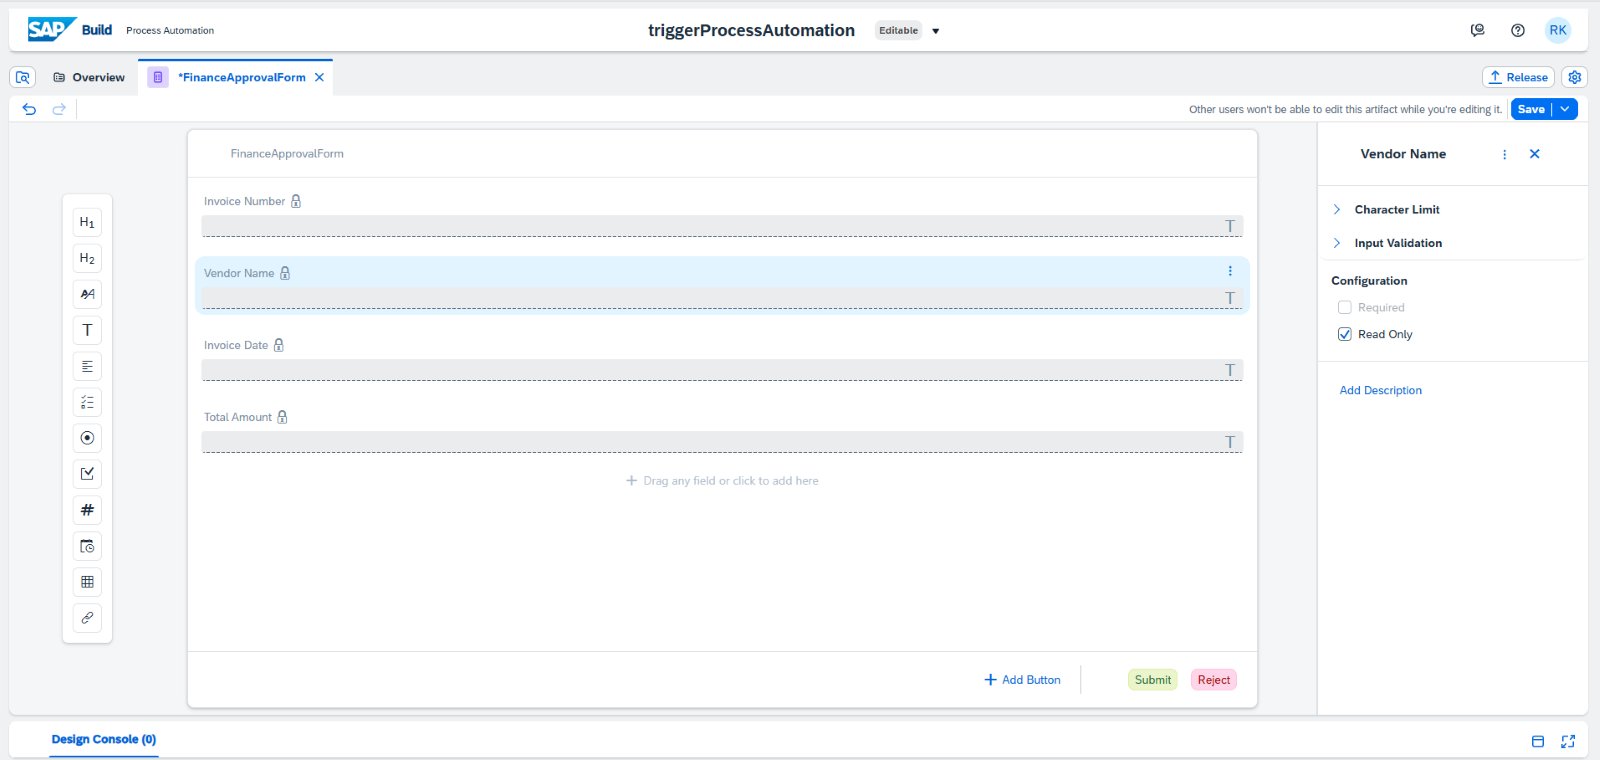 SAP Build Process Automation
triggerProcessAutomation Editable
RK
Overview
*FinanceApprovalForm
Release
Other users won't be able to edit this artifact while you're editing it.
Save
FinanceApprovalForm
Invoice Number
T
Vendor Name
T
Invoice Date
T
Total Amount
T
+ Drag any field or click to add here
+ Add Button
Submit
Reject
H1
H2
AA
T
#
Vendor Name
Character Limit
Input Validation
Configuration
Required
Read Only
Add Description
Design Console (0)